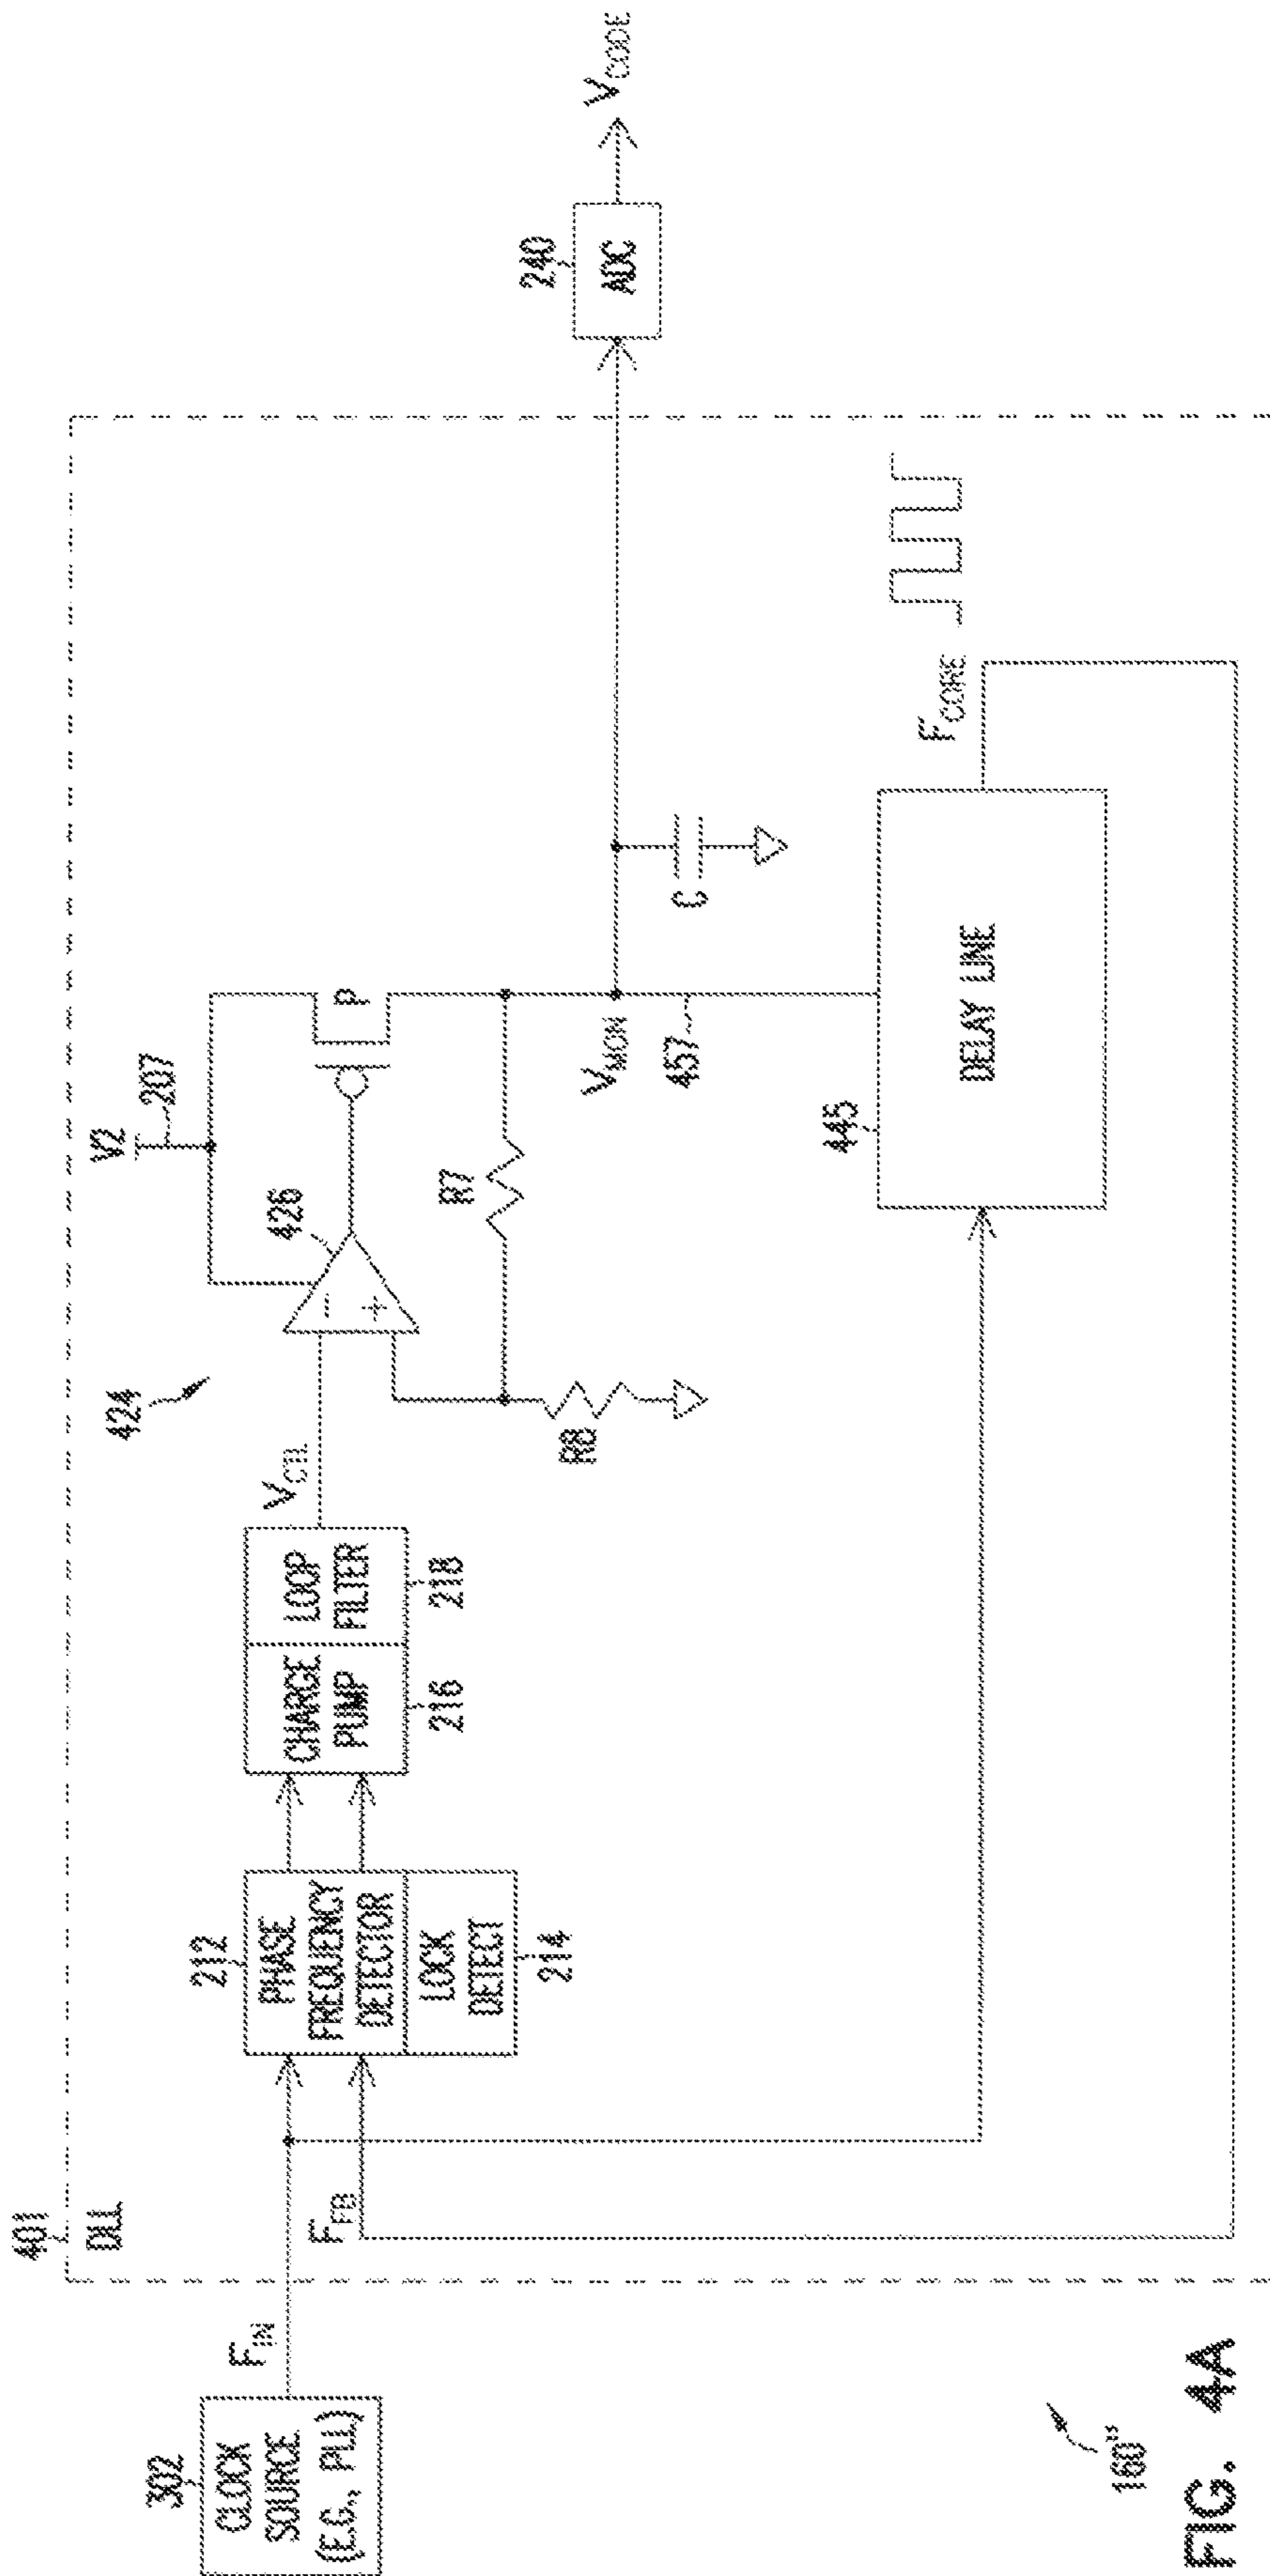 401
DLL
302
CLOCK
SOURCE
(E.G., PLL)
F_IN
F_FB
212
PHASE
FREQUENCY
DETECTOR
LOCK
DETECT
214
CHARGE
PUMP
216
LOOP
FILTER
218
V_CTL
424
426
−
+
V2
207
P
R7
R8
V_MON
457
C
240
ADC
V_CODE
445
DELAY LINE
F_CORE
160"
FIG. 4A